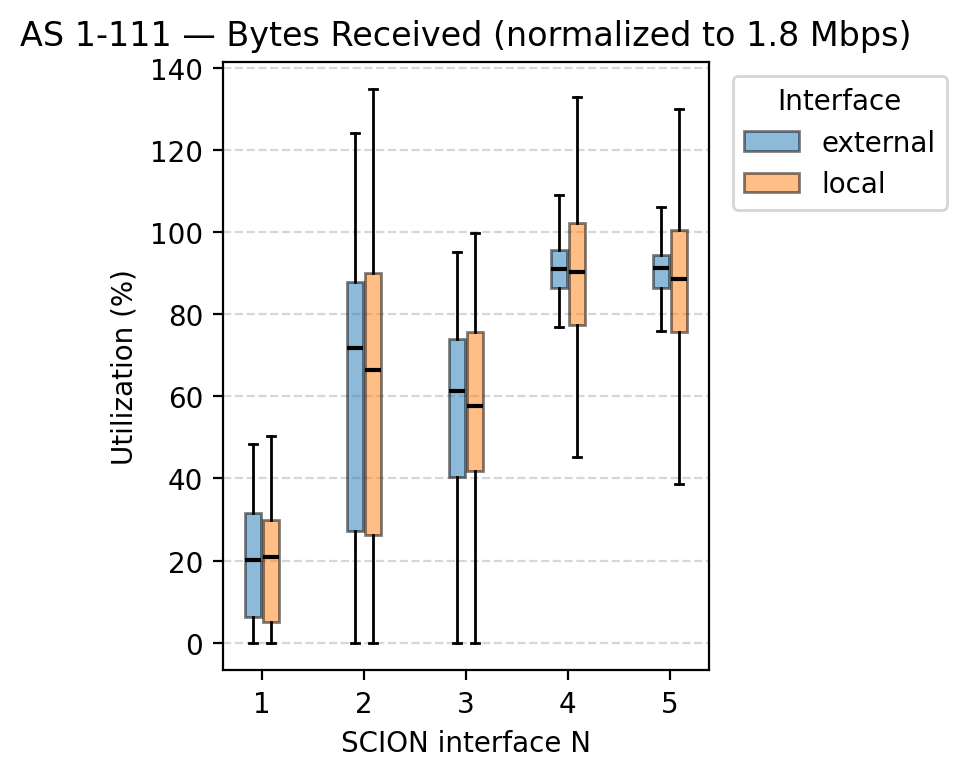 AS 1-111 — Bytes Received (normalized to 1.8 Mbps)
Interface
external
local
Utilization (%)
140
120
100
80
60
40
20
0
1 2 3 4 5
SCION interface N